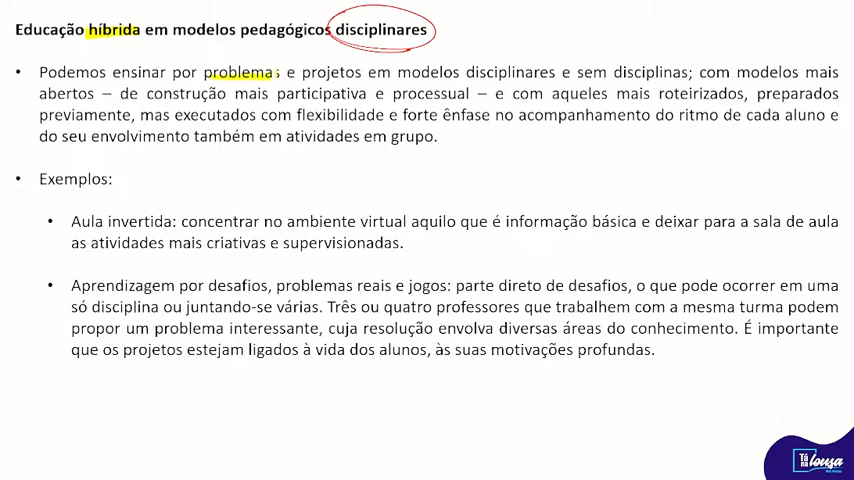 Educação híbrida em modelos pedagógicos disciplinares
• Podemos ensinar por problemas e projetos em modelos disciplinares e sem disciplinas; com modelos mais
abertos – de construção mais participativa e processual – e com aqueles mais roteirizados, preparados
previamente, mas executados com flexibilidade e forte ênfase no acompanhamento do ritmo de cada aluno e
do seu envolvimento também em atividades em grupo.
• Exemplos:
• Aula invertida: concentrar no ambiente virtual aquilo que é informação básica e deixar para a sala de aula
as atividades mais criativas e supervisionadas.
• Aprendizagem por desafios, problemas reais e jogos: parte direto de desafios, o que pode ocorrer em uma
só disciplina ou juntando-se várias. Três ou quatro professores que trabalhem com a mesma turma podem
propor um problema interessante, cuja resolução envolva diversas áreas do conhecimento. É importante
que os projetos estejam ligados à vida dos alunos, às suas motivações profundas.
Tá na lousa